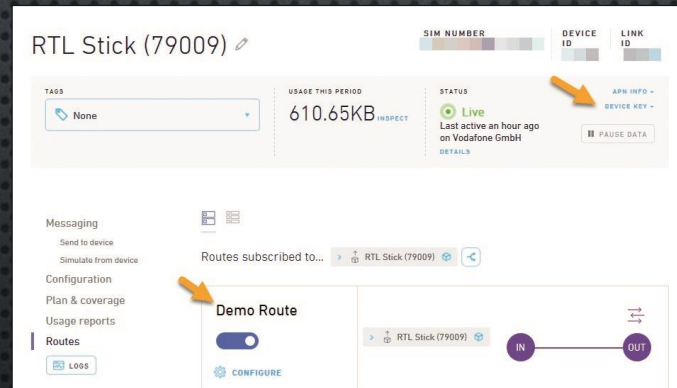 RTL Stick (79009)
SIM NUMBER
DEVICE ID
LINK ID
TAGS
None
USAGE THIS PERIOD
610.65KB INSPECT
STATUS
Live
Last active an hour ago
on Vodafone GmbH
DETAILS
APN INFO
DEVICE KEY
PAUSE DATA
Messaging
Send to device
Simulate from device
Configuration
Plan & coverage
Usage reports
Routes
LOGS
Routes subscribed to... RTL Stick (79009)
Demo Route
CONFIGURE
RTL Stick (79009)
IN
OUT